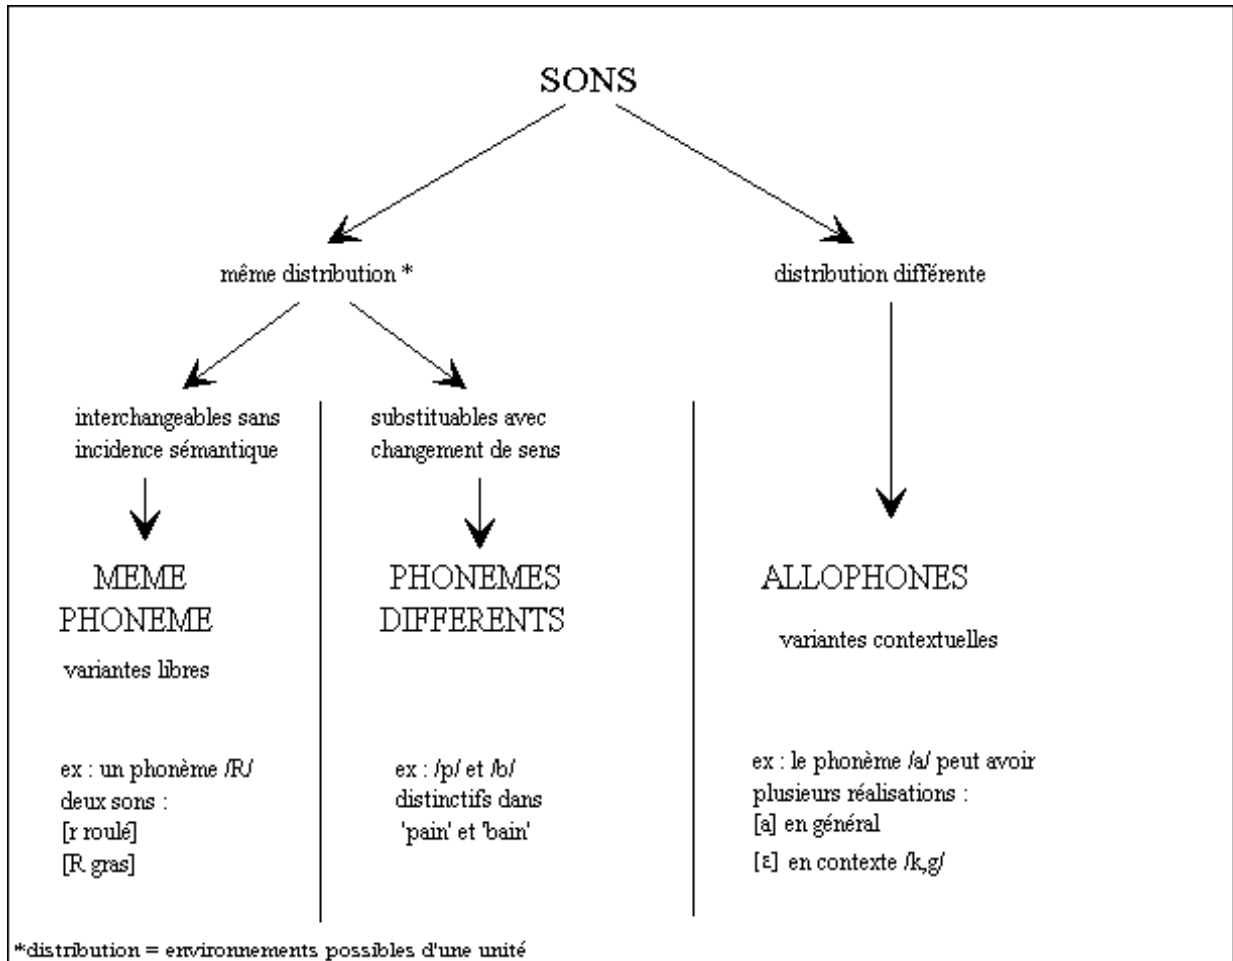 SONS
même distribution *
distribution différente
interchangeables sans
incidence sémantique
substituables avec
changement de sens
MEME
PHONEME
variantes libres
PHONEMES
DIFFERENTS
ALLOPHONES
variantes contextuelles
ex : un phonème /R/
deux sons :
[r roulé]
[R gras]
ex : /p/ et /b/
distinctifs dans
'pain' et 'bain'
ex : le phonème /a/ peut avoir
plusieurs réalisations :
[a] en général
[ε] en contexte /k,g/
*distribution = environnements possibles d'une unité